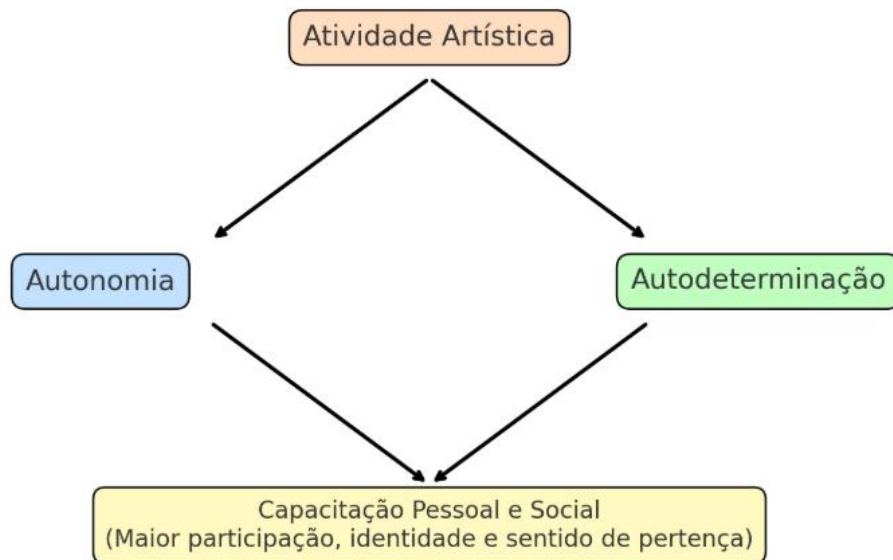 Atividade Artística
Autonomia
Autodeterminação
Capacitação Pessoal e Social
(Maior participação, identidade e sentido de pertença)